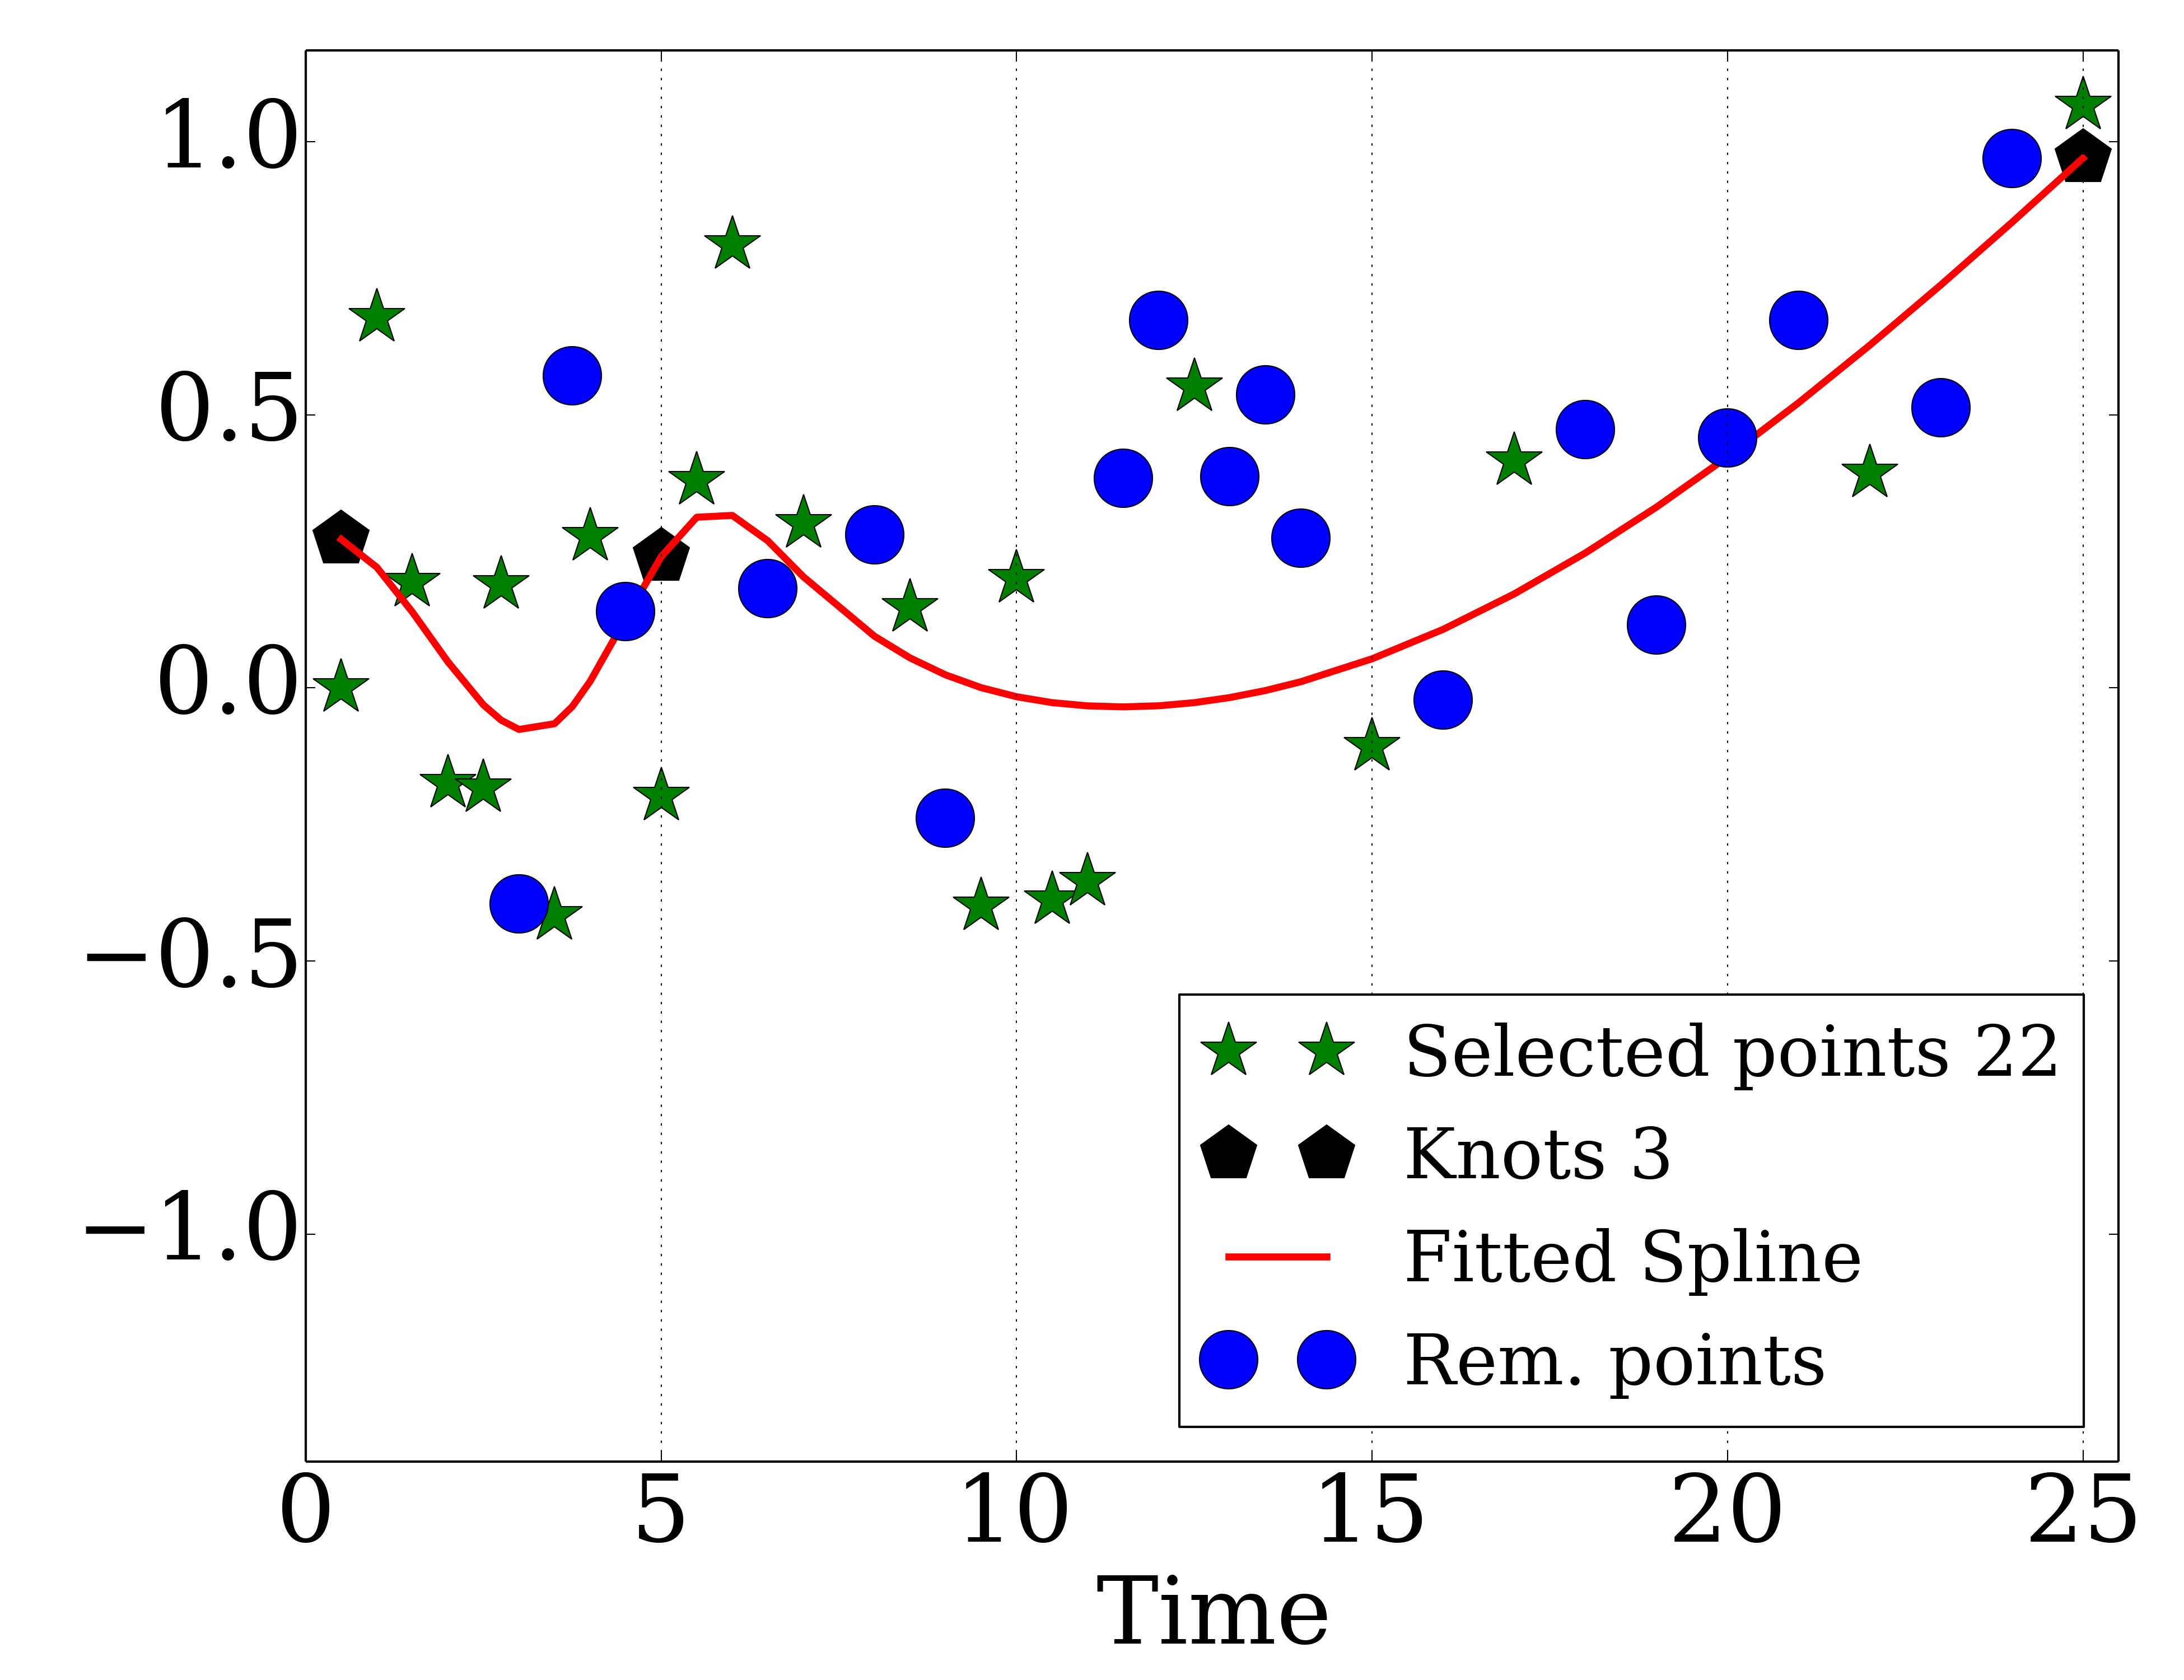 1.0
0.5
0.0
−0.5
−1.0
Selected points 22
Knots 3
Fitted Spline
Rem. points
0 5 10 15 20 25
Time